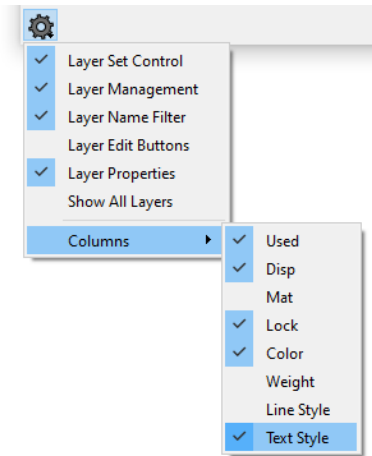 Layer Set Control
Layer Management
Layer Name Filter
Layer Edit Buttons
Layer Properties
Show All Layers
Columns
Used
Disp
Mat
Lock
Color
Weight
Line Style
Text Style